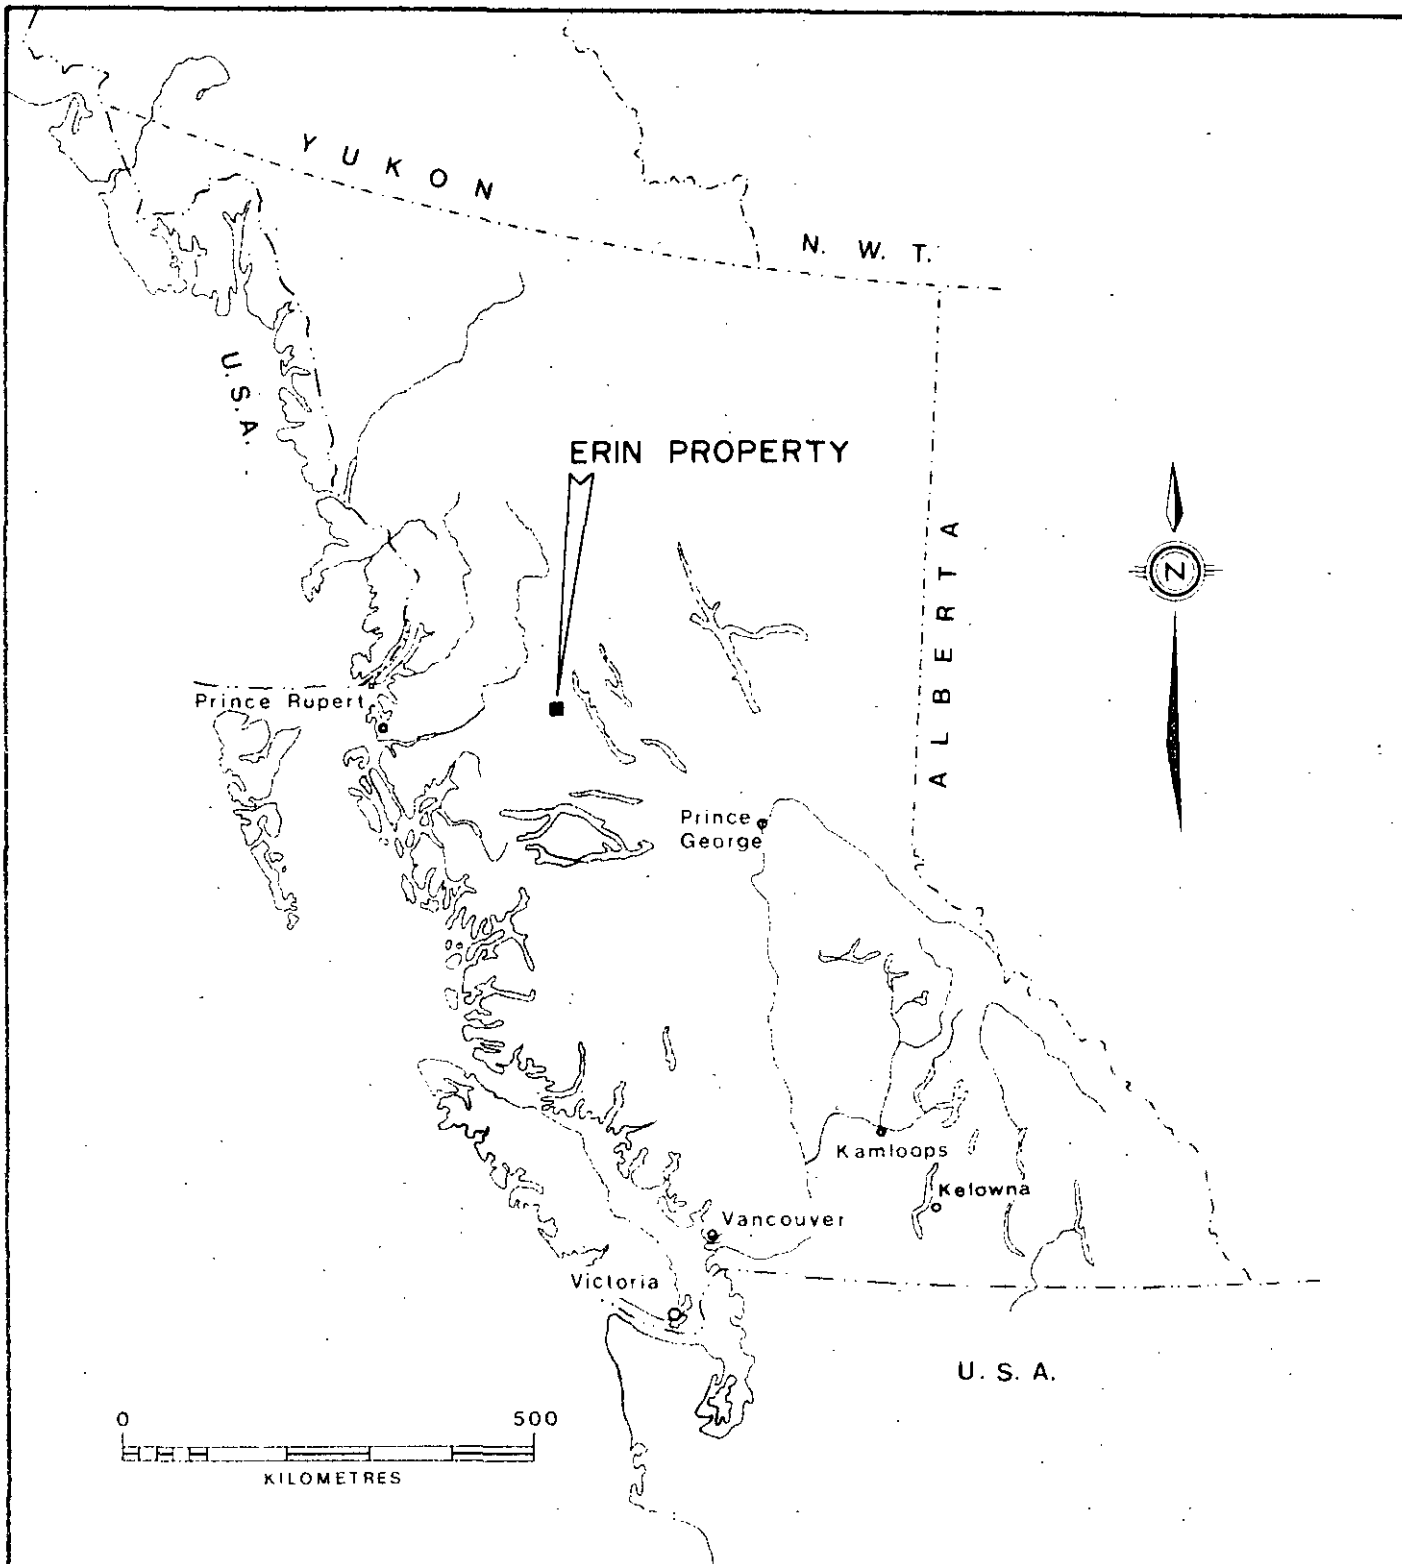 YUKON
N. W. T.
U.S.A.
ERIN PROPERTY
ALBERTA
N
Prince Rupert
Prince
George
Kamloops
Kelowna
Vancouver
Victoria
U. S. A.
0 500
KILOMETRES